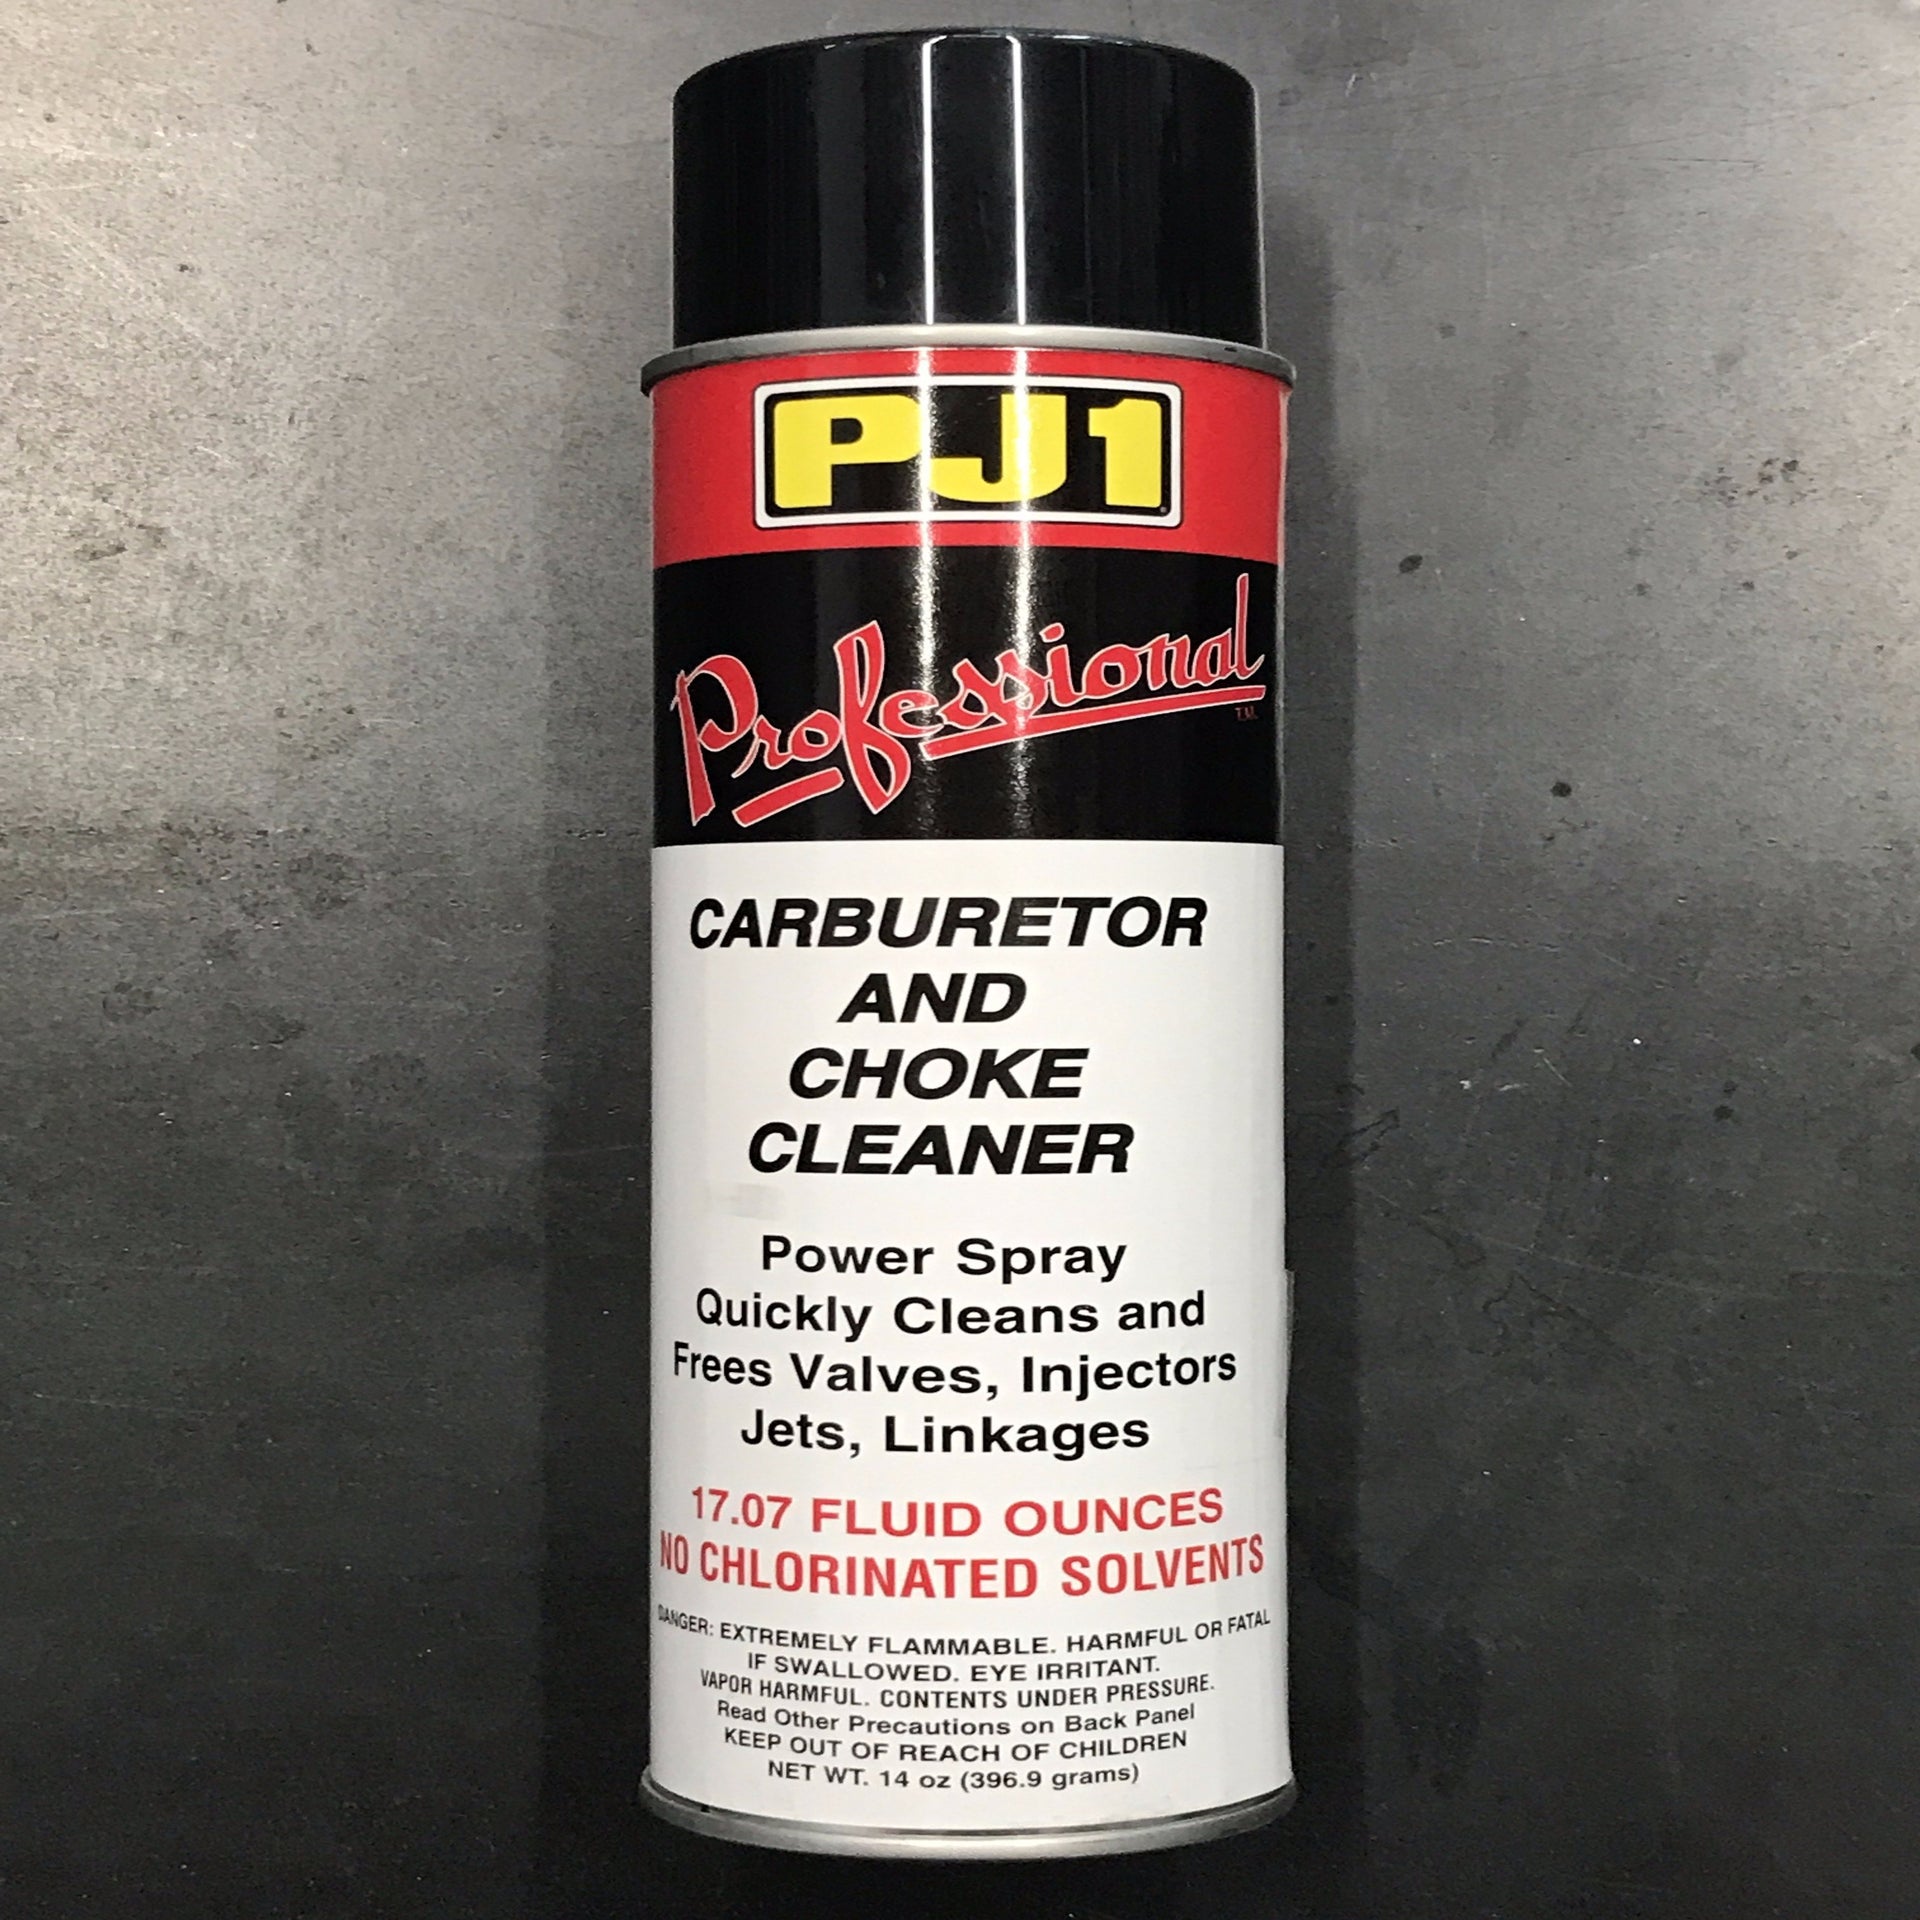 PJ1
Professional
T.M.
CARBURETOR
AND
CHOKE
CLEANER
Power Spray
Quickly Cleans and
Frees Valves, Injectors
Jets, Linkages
17.07 FLUID OUNCES
NO CHLORINATED SOLVENTS
DANGER: EXTREMELY FLAMMABLE. HARMFUL OR FATAL
IF SWALLOWED. EYE IRRITANT.
VAPOR HARMFUL. CONTENTS UNDER PRESSURE.
Read Other Precautions on Back Panel
KEEP OUT OF REACH OF CHILDREN
NET WT. 14 oz (396.9 grams)